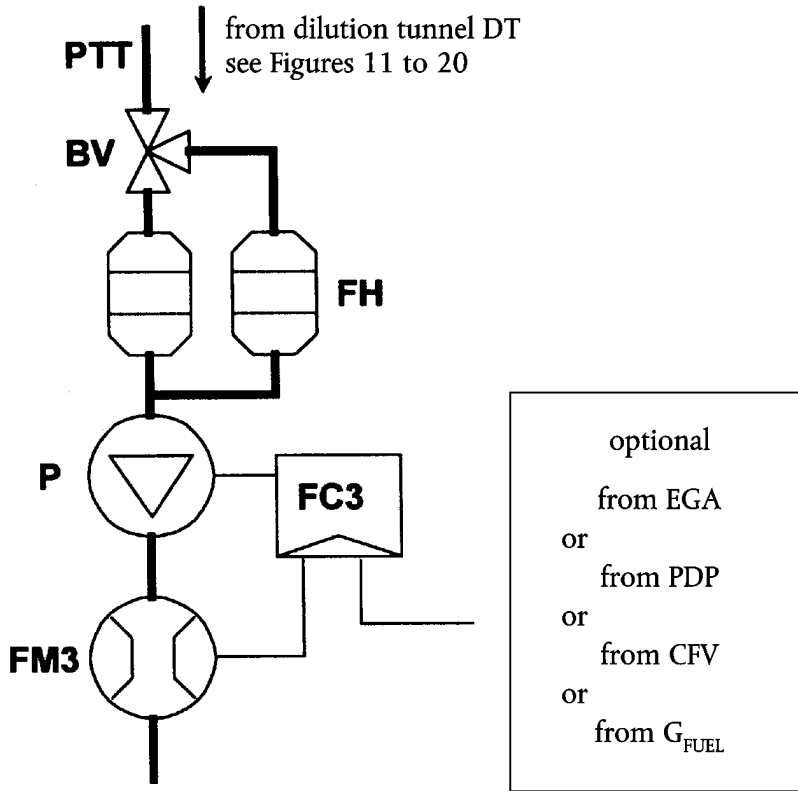 from dilution tunnel DT
see Figures 11 to 20
PTT
BV
FH
P
FC3
FM3
optional
from EGA
or
from PDP
or
from CFV
or
from G_FUEL